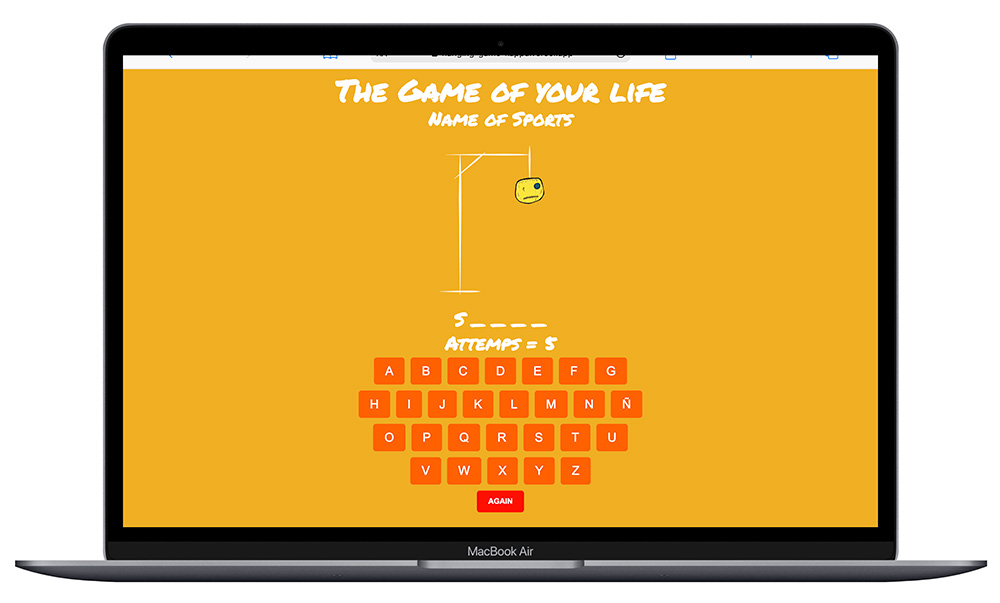 The Game of your life
Name of Sports
S _ _ _ _
Attemps = 5
A B C D E F G
H I J K L M N Ñ
O P Q R S T U
V W X Y Z
AGAIN
MacBook Air